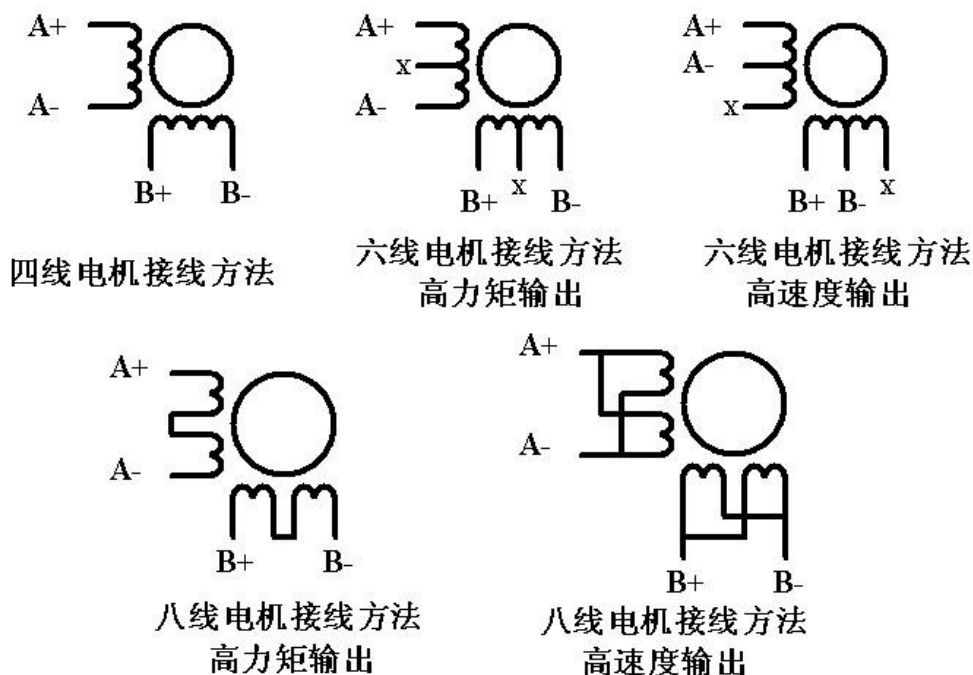 A+
A-
B+ B-
四线电机接线方法
A+
x
A-
x
B+ B-
六线电机接线方法
高力矩输出
A+
A-
x
x
B+ B-
六线电机接线方法
高速度输出
A+
A-
B+ B-
八线电机接线方法
高力矩输出
A+
A-
B+ B-
八线电机接线方法
高速度输出